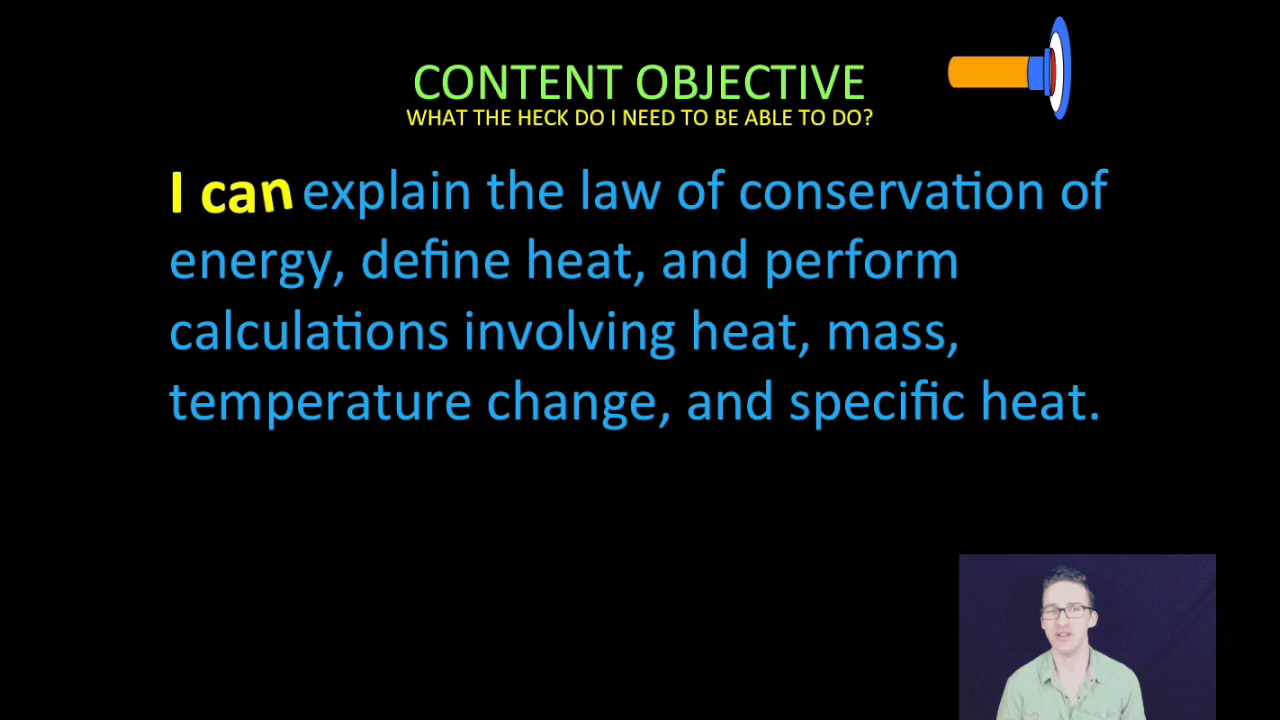 CONTENT OBJECTIVE
WHAT THE HECK DO I NEED TO BE ABLE TO DO?
I can explain the law of conservation of
energy, define heat, and perform
calculations involving heat, mass,
temperature change, and specific heat.